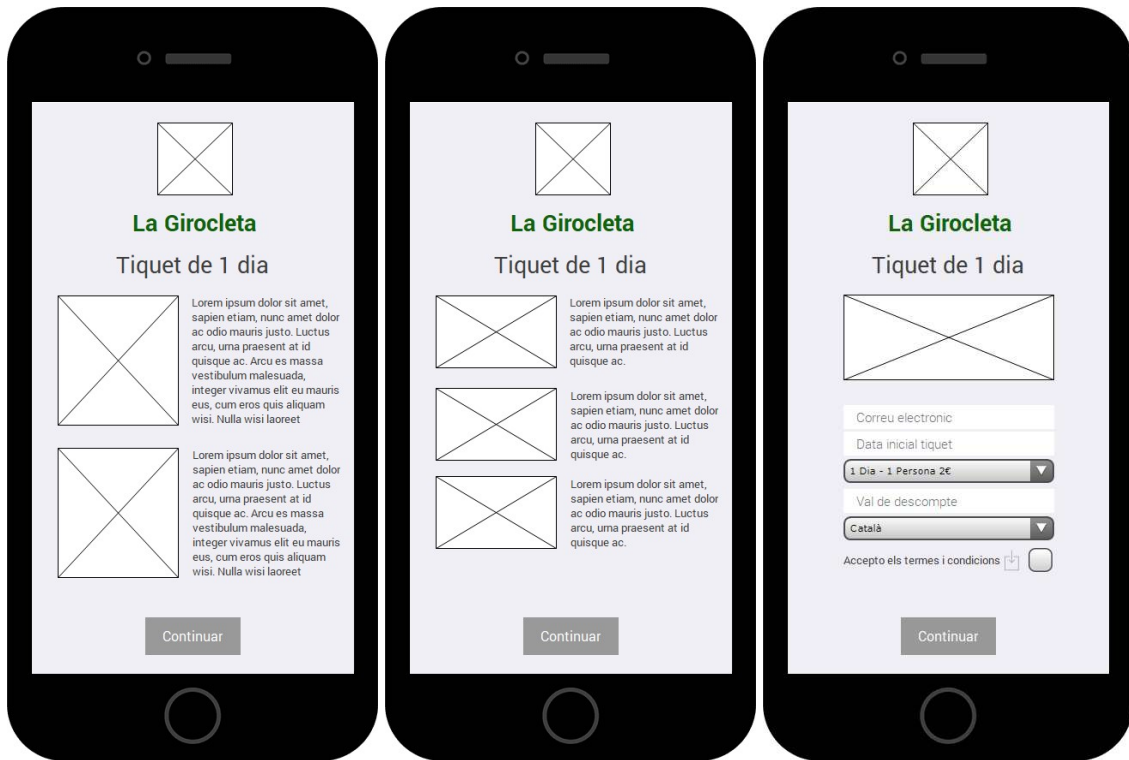 La Girocleta
Tiquet de 1 dia
Lorem ipsum dolor sit amet,
sapien etiam, nunc amet dolor
ac odio mauris justo. Luctus
arcu, urna praesent at id
quisque ac. Arcu es massa
vestibulum malesuada,
integer vivamus elit eu mauris
eus, cum eros quis aliquam
wisi. Nulla wisi laoreet
Lorem ipsum dolor sit amet,
sapien etiam, nunc amet dolor
ac odio mauris justo. Luctus
arcu, urna praesent at id
quisque ac. Arcu es massa
vestibulum malesuada,
integer vivamus elit eu mauris
eus, cum eros quis aliquam
wisi. Nulla wisi laoreet
Continuar
La Girocleta
Tiquet de 1 dia
Lorem ipsum dolor sit amet,
sapien etiam, nunc amet dolor
ac odio mauris justo. Luctus
arcu, urna praesent at id
quisque ac.
Lorem ipsum dolor sit amet,
sapien etiam, nunc amet dolor
ac odio mauris justo. Luctus
arcu, urna praesent at id
quisque ac.
Lorem ipsum dolor sit amet,
sapien etiam, nunc amet dolor
ac odio mauris justo. Luctus
arcu, urna praesent at id
quisque ac.
Continuar
La Girocleta
Tiquet de 1 dia
Correu electronic
Data inicial tiquet
1 Dia - 1 Persona 2€
Val de descompte
Català
Accepto els termes i condicions
Continuar